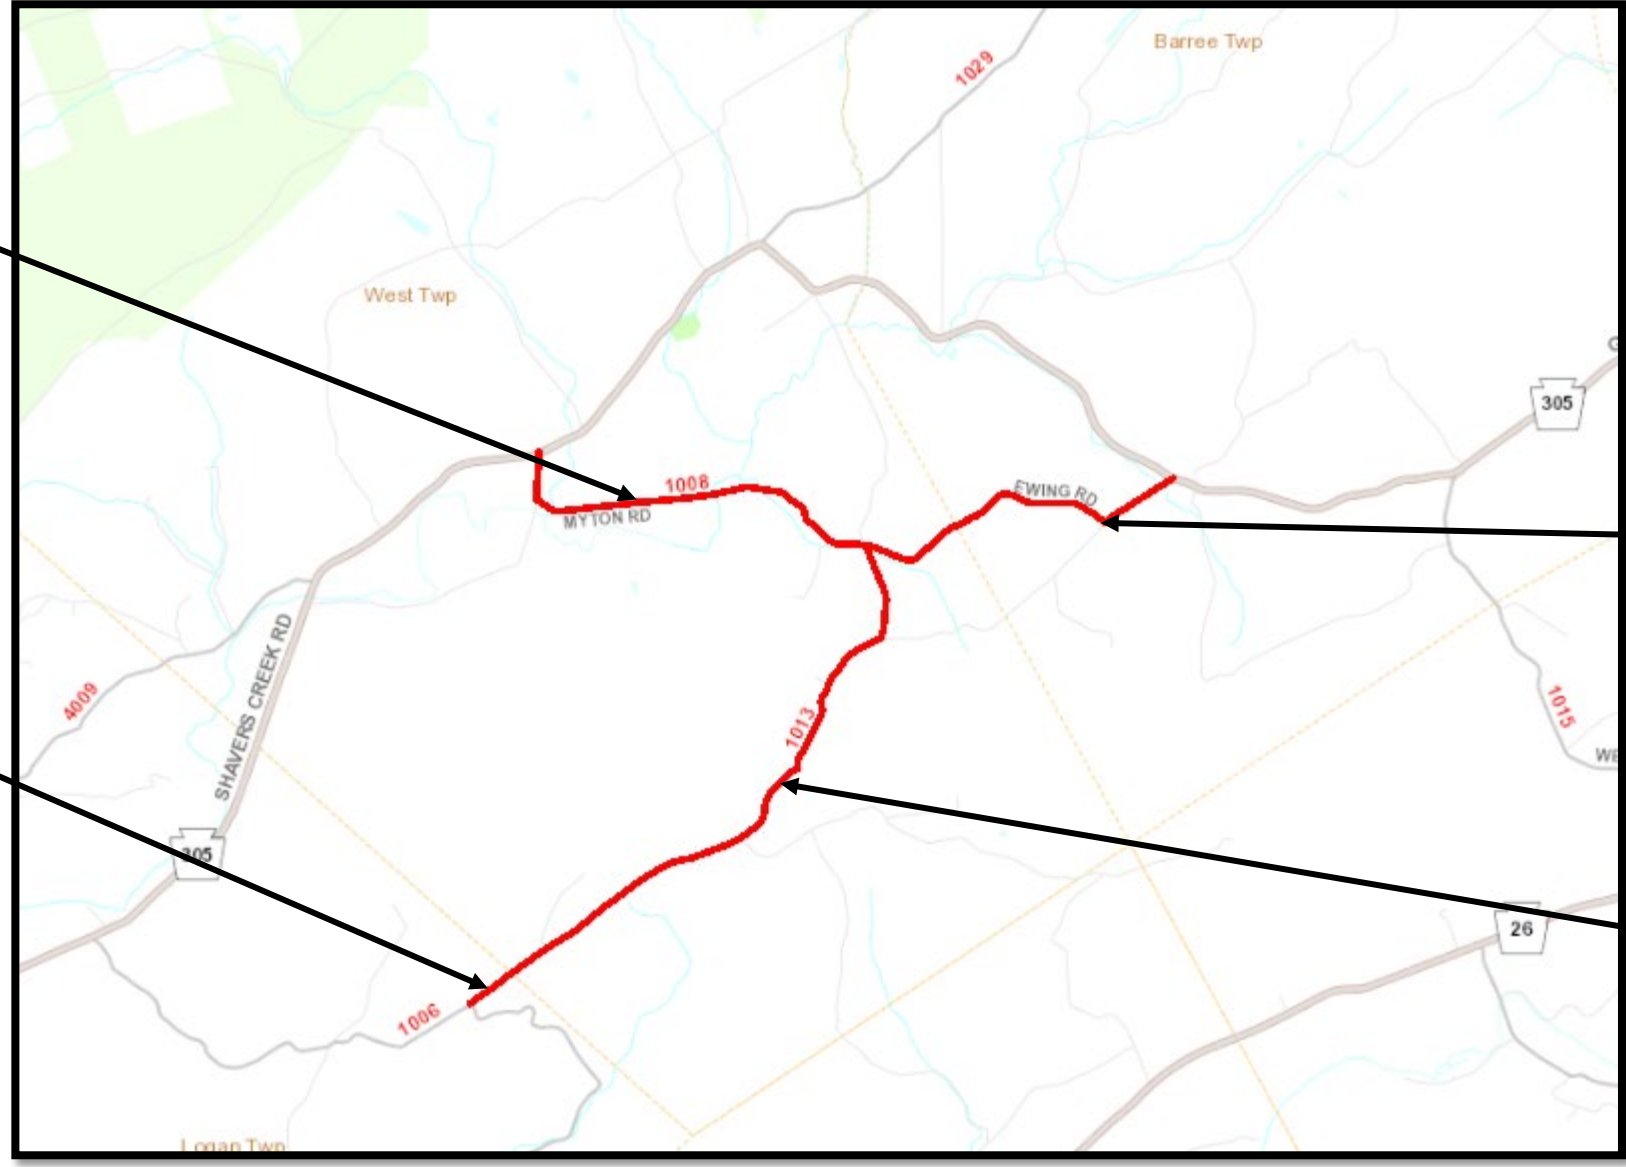 Barree Twp
1029
West Twp
G
305
1008
EWING RD
MYTON RD
SHAVERS CREEK RD
4009
1013
1015
WE
305
26
1006
Logan Twp